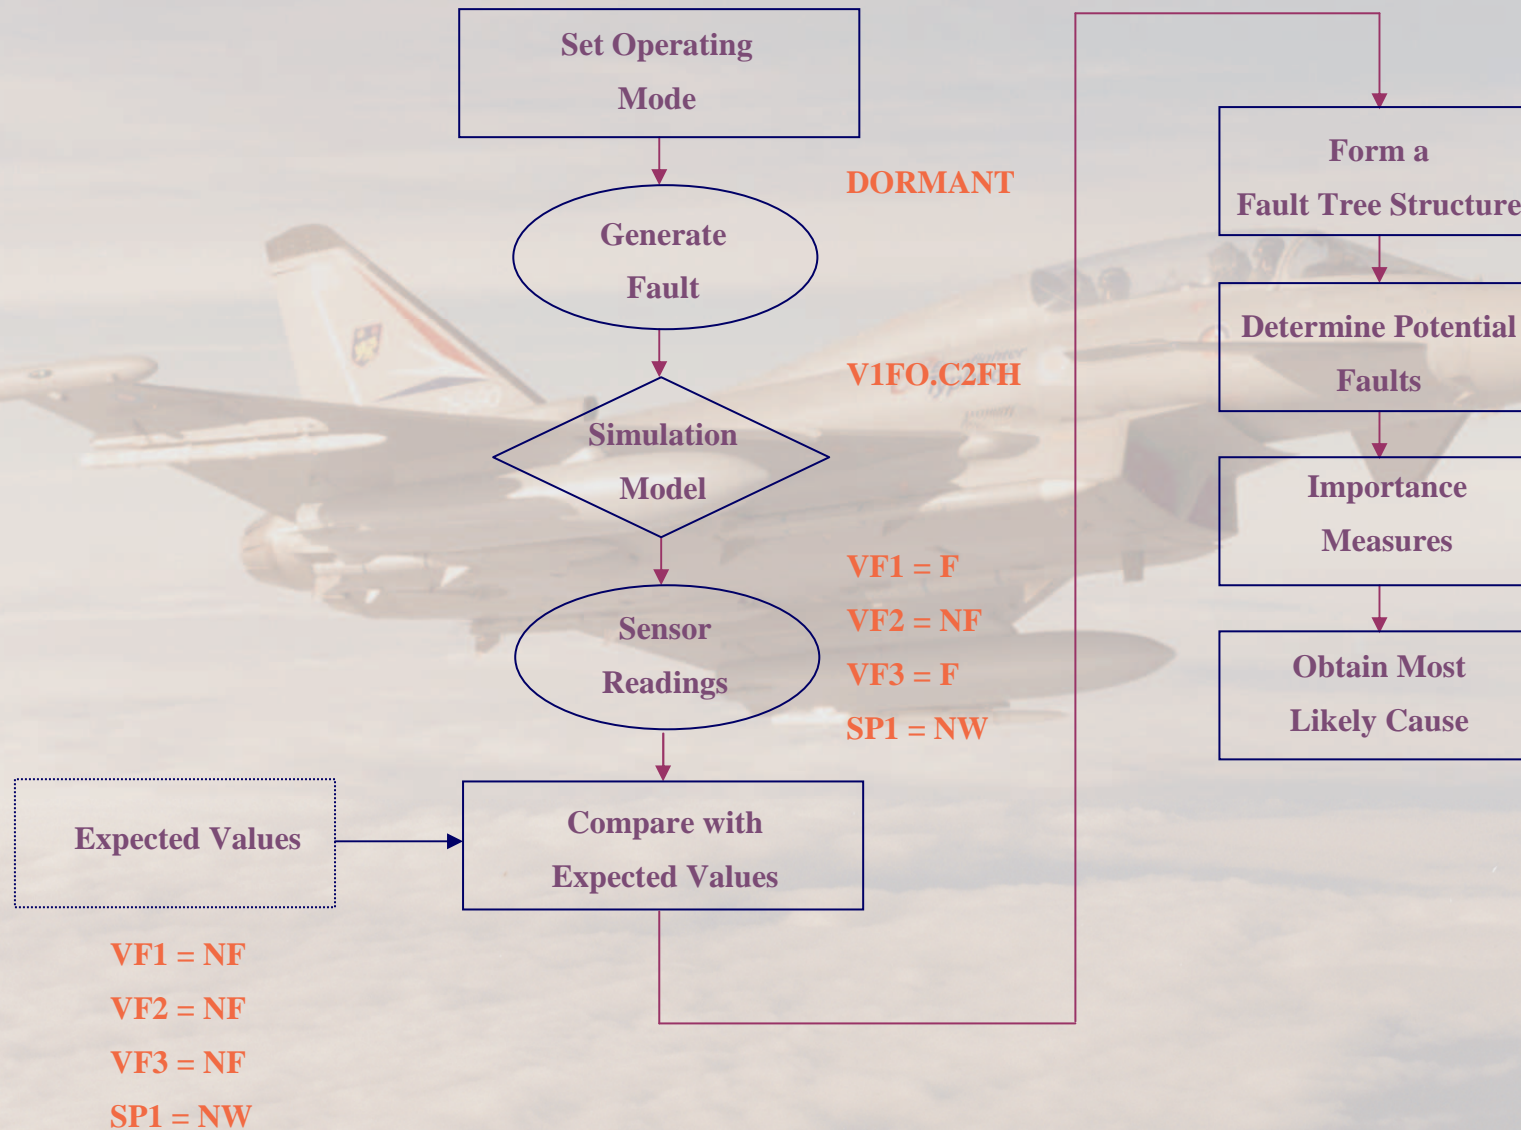 Set Operating
Mode
DORMANT
Generate
Fault
V1FO.C2FH
Simulation
Model
VF1 = F
VF2 = NF
VF3 = F
SP1 = NW
Sensor
Readings
Expected Values
Compare with
Expected Values
VF1 = NF
VF2 = NF
VF3 = NF
SP1 = NW
Form a
Fault Tree Structure
Determine Potential
Faults
Importance
Measures
Obtain Most
Likely Cause